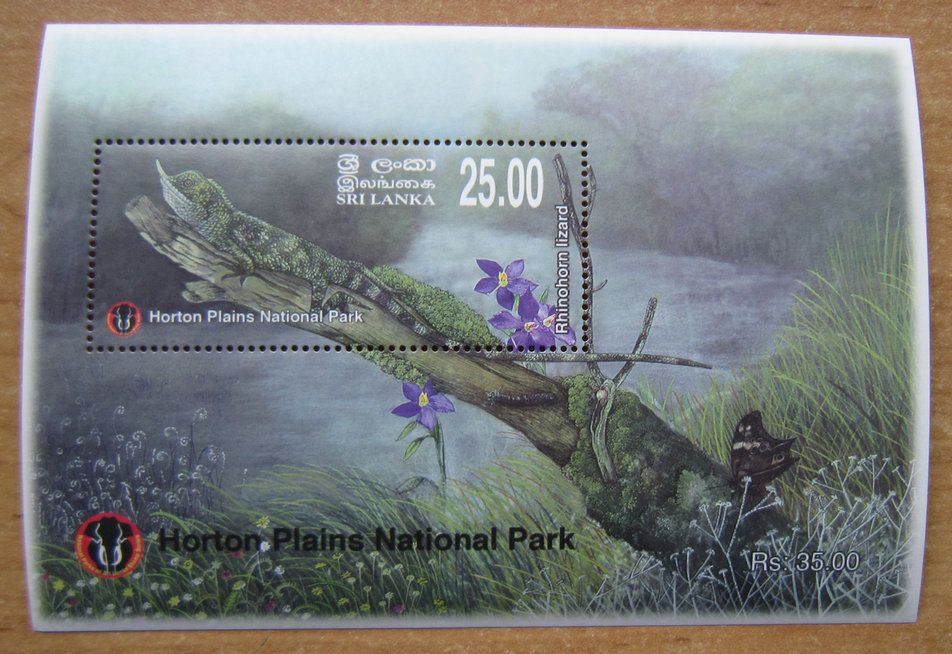 ශ්‍රී ලංකා
இலங்கை
SRI LANKA
25.00
Rhinohorn lizard
Horton Plains National Park
Horton Plains National Park
Rs. 35.00